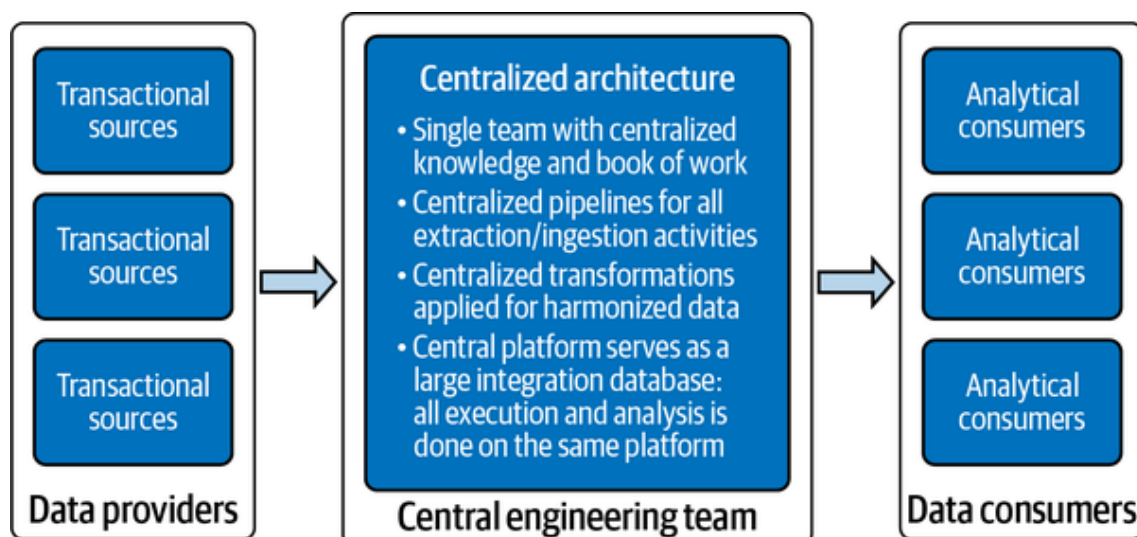 Transactional
sources
Transactional
sources
Transactional
sources
Data providers
Centralized architecture
• Single team with centralized
knowledge and book of work
• Centralized pipelines for all
extraction/ingestion activities
• Centralized transformations
applied for harmonized data
• Central platform serves as a
large integration database:
all execution and analysis is
done on the same platform
Central engineering team
Analytical
consumers
Analytical
consumers
Analytical
consumers
Data consumers